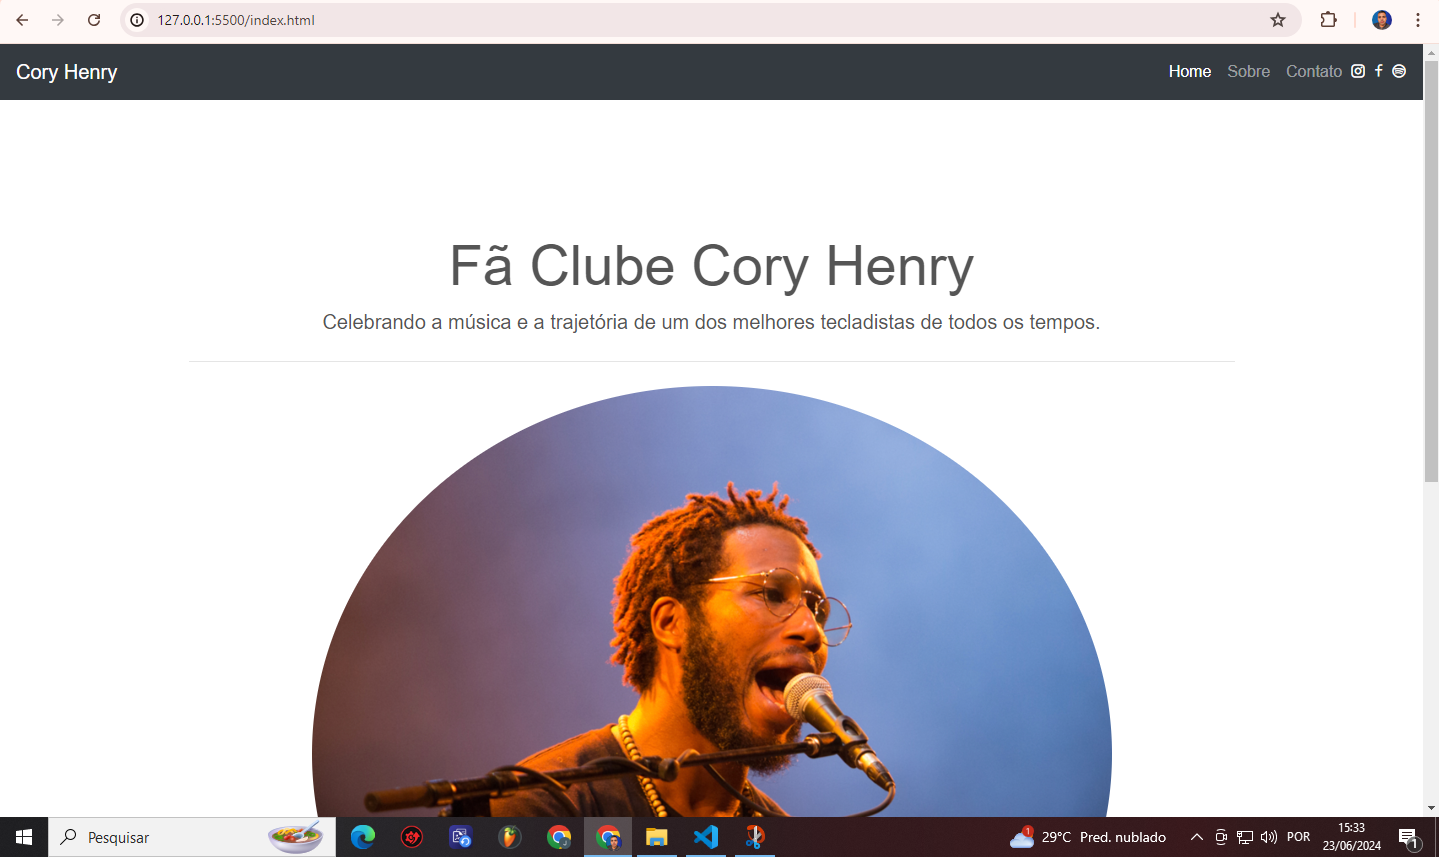 127.0.0.1:5500/index.html
Cory Henry
Home Sobre Contato
Fã Clube Cory Henry
Celebrando a música e a trajetória de um dos melhores tecladistas de todos os tempos.
Pesquisar
1
29°C Pred. nublado
POR
15:33
23/06/2024
1